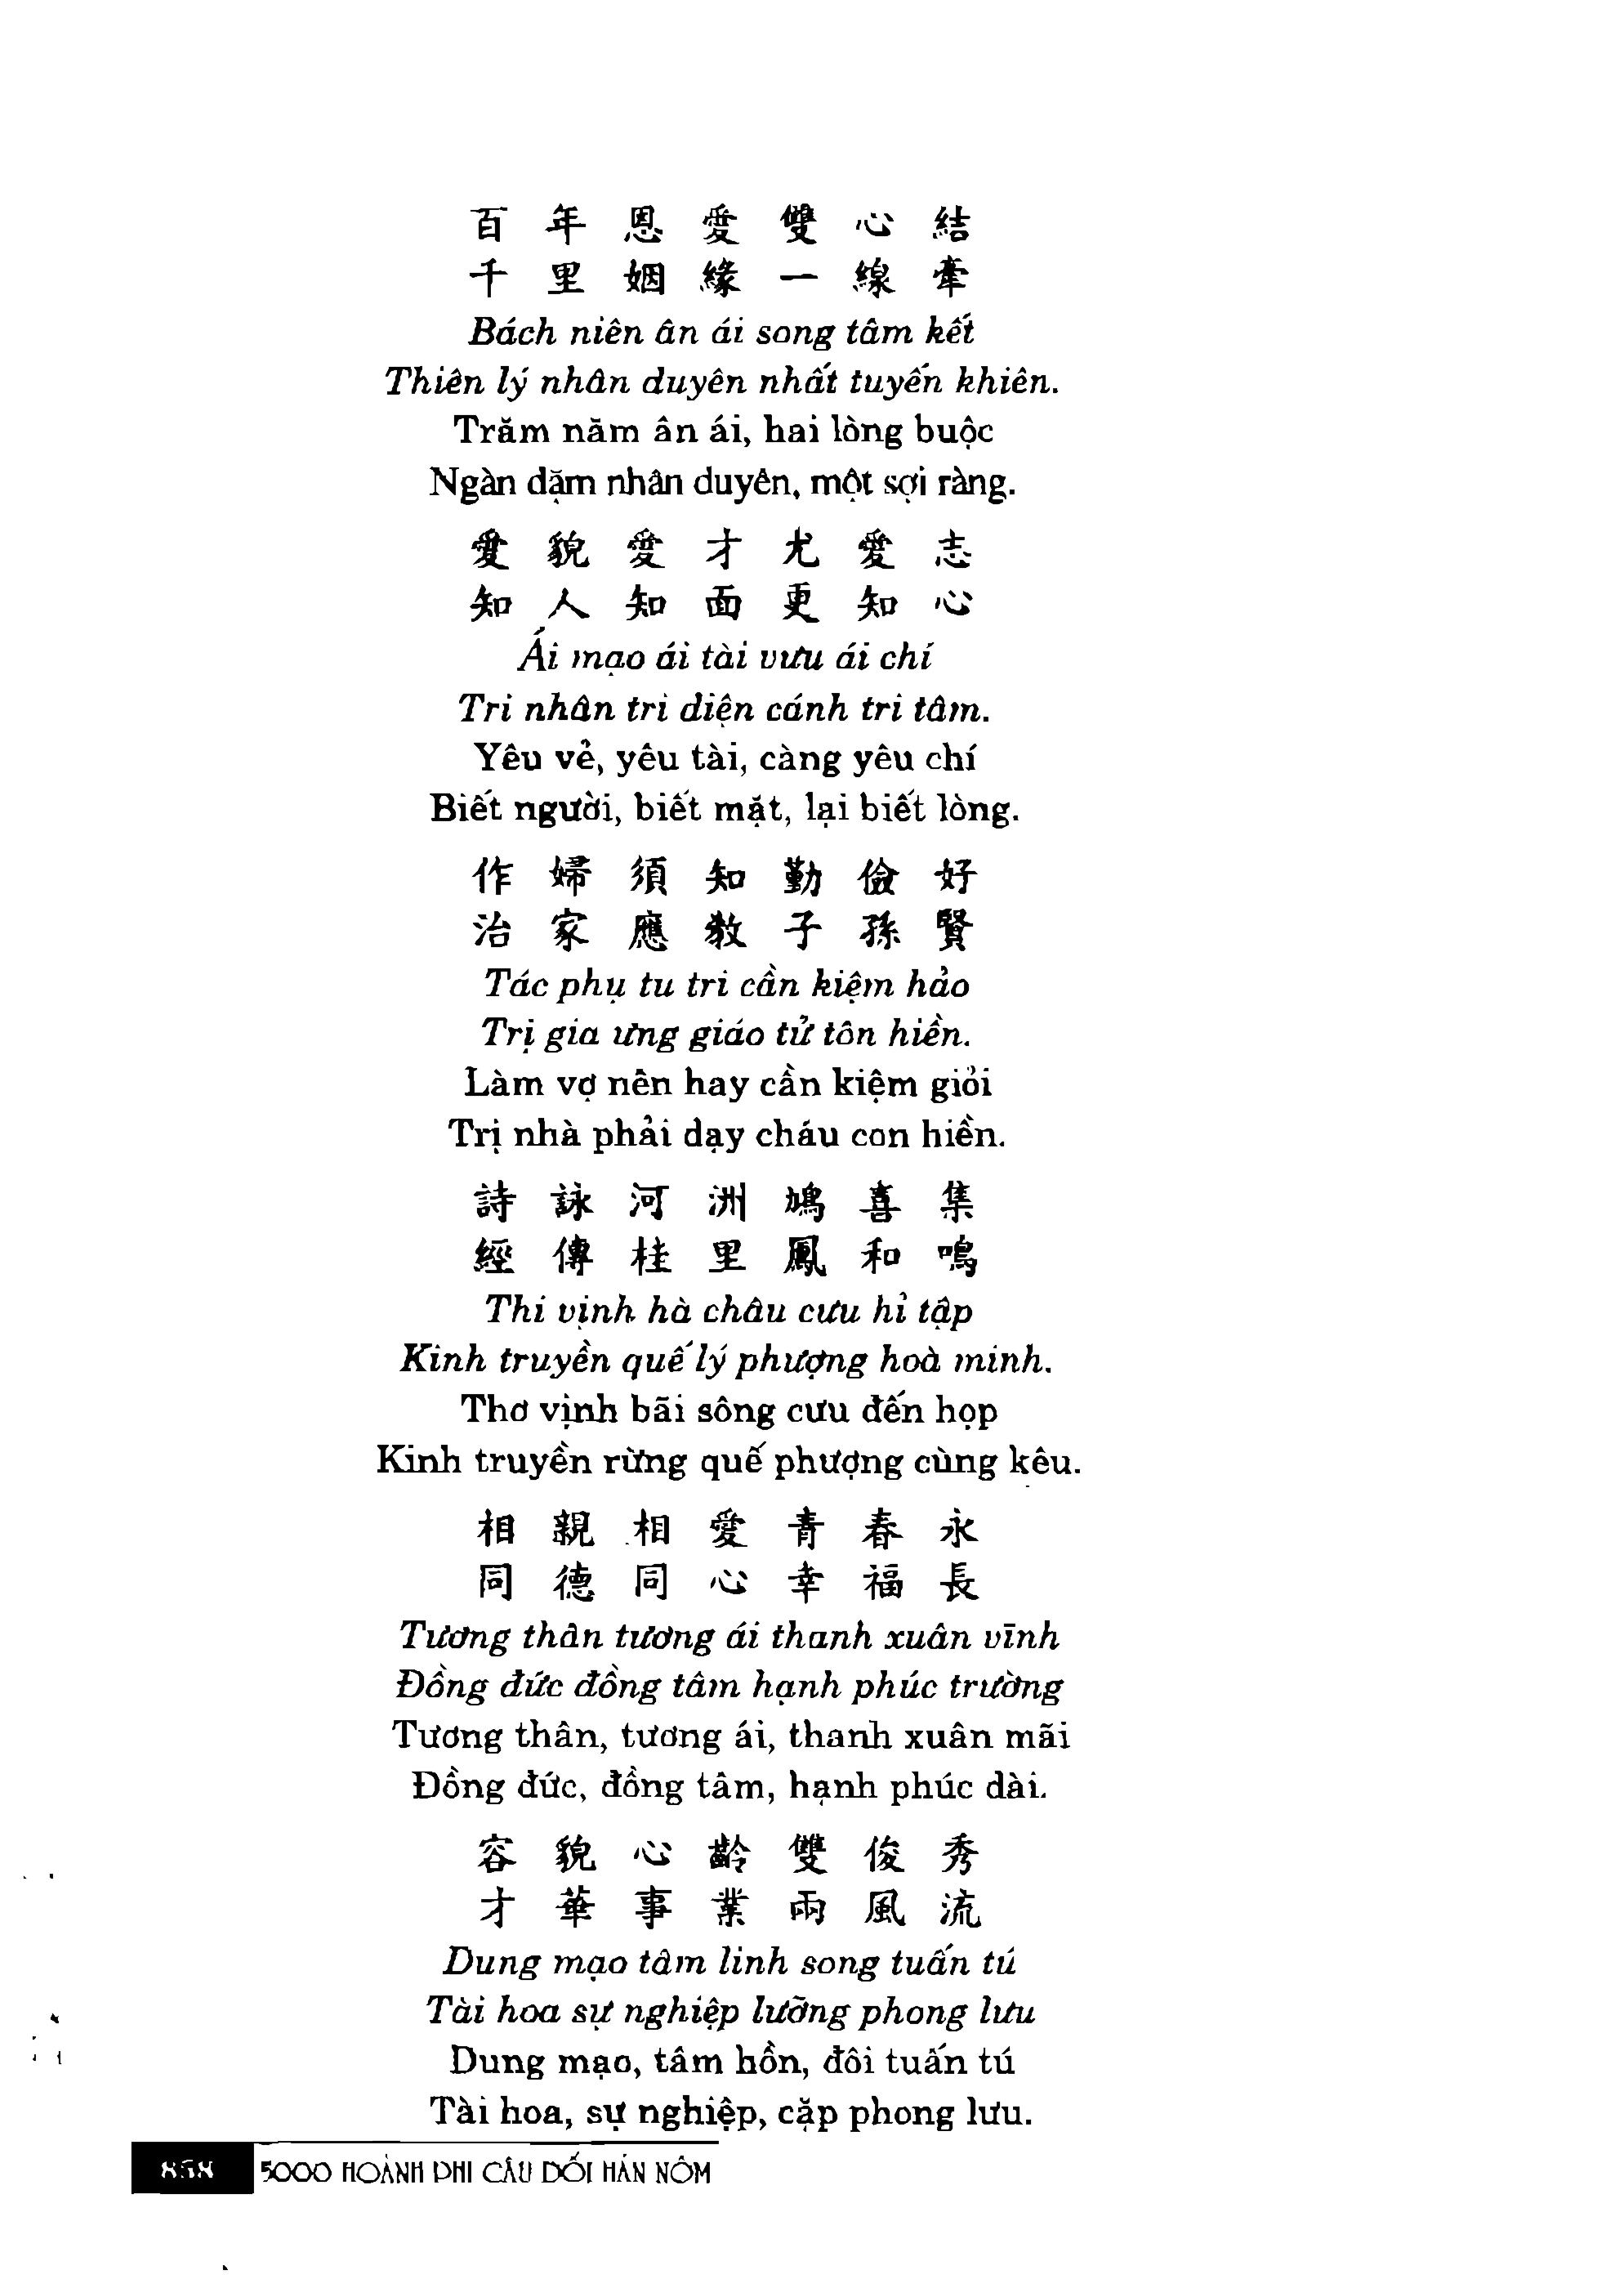 百年恩愛雙心結
千里姻緣一線牽
Bách niên ân ái song tâm kết
Thiên lý nhân duyên nhất tuyến khiên.
Trăm năm ân ái, hai lòng buộc
Ngàn dặm nhân duyên, một sợi ràng.
愛貌愛才尤愛志
知人知面更知心
Ái mạo ái tài vưu ái chí
Tri nhân tri diện cánh tri tâm.
Yêu vẻ, yêu tài, càng yêu chí
Biết người, biết mặt, lại biết lòng.
作婦須知勤儉好
治家應教子孫賢
Tác phụ tu tri cần kiệm hảo
Trị gia ưng giáo tử tôn hiền.
Làm vợ nên hay cần kiệm giỏi
Trị nhà phải dạy cháu con hiền.
詩詠河洲鳩喜集
經傳桂里鳳和鳴
Thi vịnh hà châu cưu hỉ tập
Kinh truyền quế lý phượng hoà minh.
Thơ vịnh bãi sông cưu đến họp
Kinh truyền rừng quế phượng cùng kêu.
相親相愛青春永
同德同心幸福長
Tương thân tương ái thanh xuân vĩnh
Đồng đức đồng tâm hạnh phúc trường
Tương thân, tương ái, thanh xuân mãi
Đồng đức, đồng tâm, hạnh phúc dài.
容貌心齡雙俊秀
才華事業兩風流
Dung mạo tâm linh song tuấn tú
Tài hoa sự nghiệp lưỡng phong lưu
Dung mạo, tâm hồn, đôi tuấn tú
Tài hoa, sự nghiệp, cặp phong lưu.
858 5000 HOÀNH PHI CÂU ĐỐI HÁN NÔM